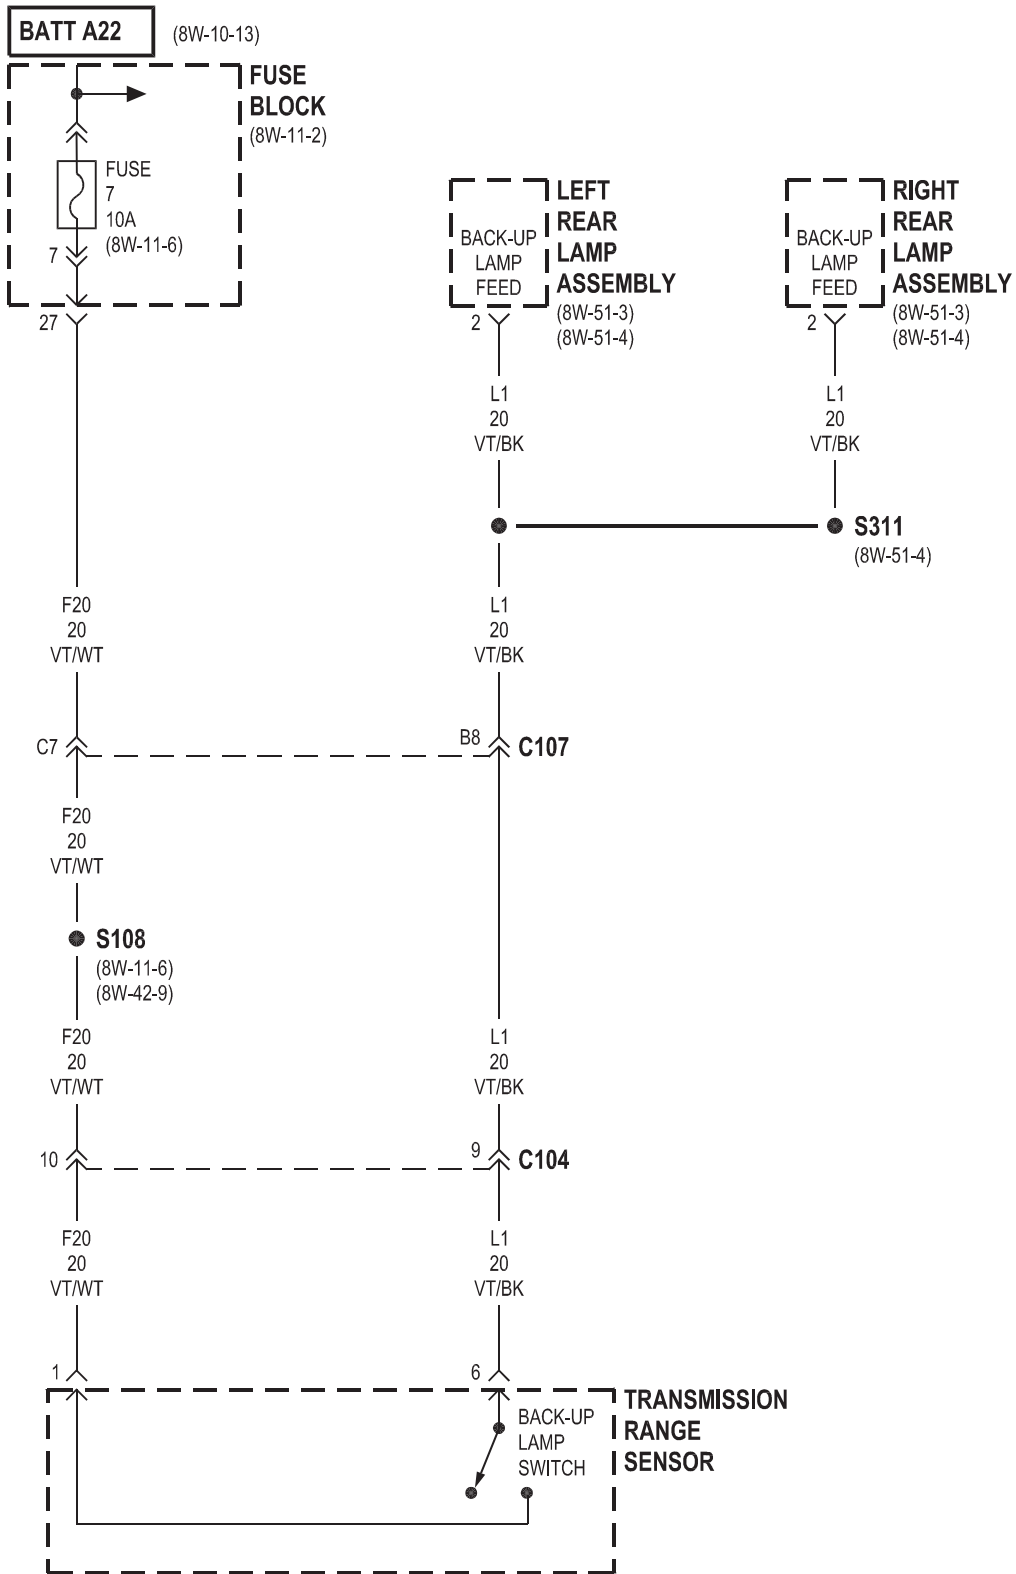 BATT A22
(8W-10-13)
FUSE
BLOCK
(8W-11-2)
FUSE
7
10A
(8W-11-6)
7
27
BACK-UP
LAMP
FEED
LEFT
REAR
LAMP
ASSEMBLY
(8W-51-3)
(8W-51-4)
2
BACK-UP
LAMP
FEED
RIGHT
REAR
LAMP
ASSEMBLY
(8W-51-3)
(8W-51-4)
2
L1
20
VT/BK
L1
20
VT/BK
S311
(8W-51-4)
F20
20
VT/WT
L1
20
VT/BK
C7
B8
C107
F20
20
VT/WT
S108
(8W-11-6)
(8W-42-9)
F20
20
VT/WT
L1
20
VT/BK
10
9
C104
F20
20
VT/WT
L1
20
VT/BK
1
6
BACK-UP
LAMP
SWITCH
TRANSMISSION
RANGE
SENSOR